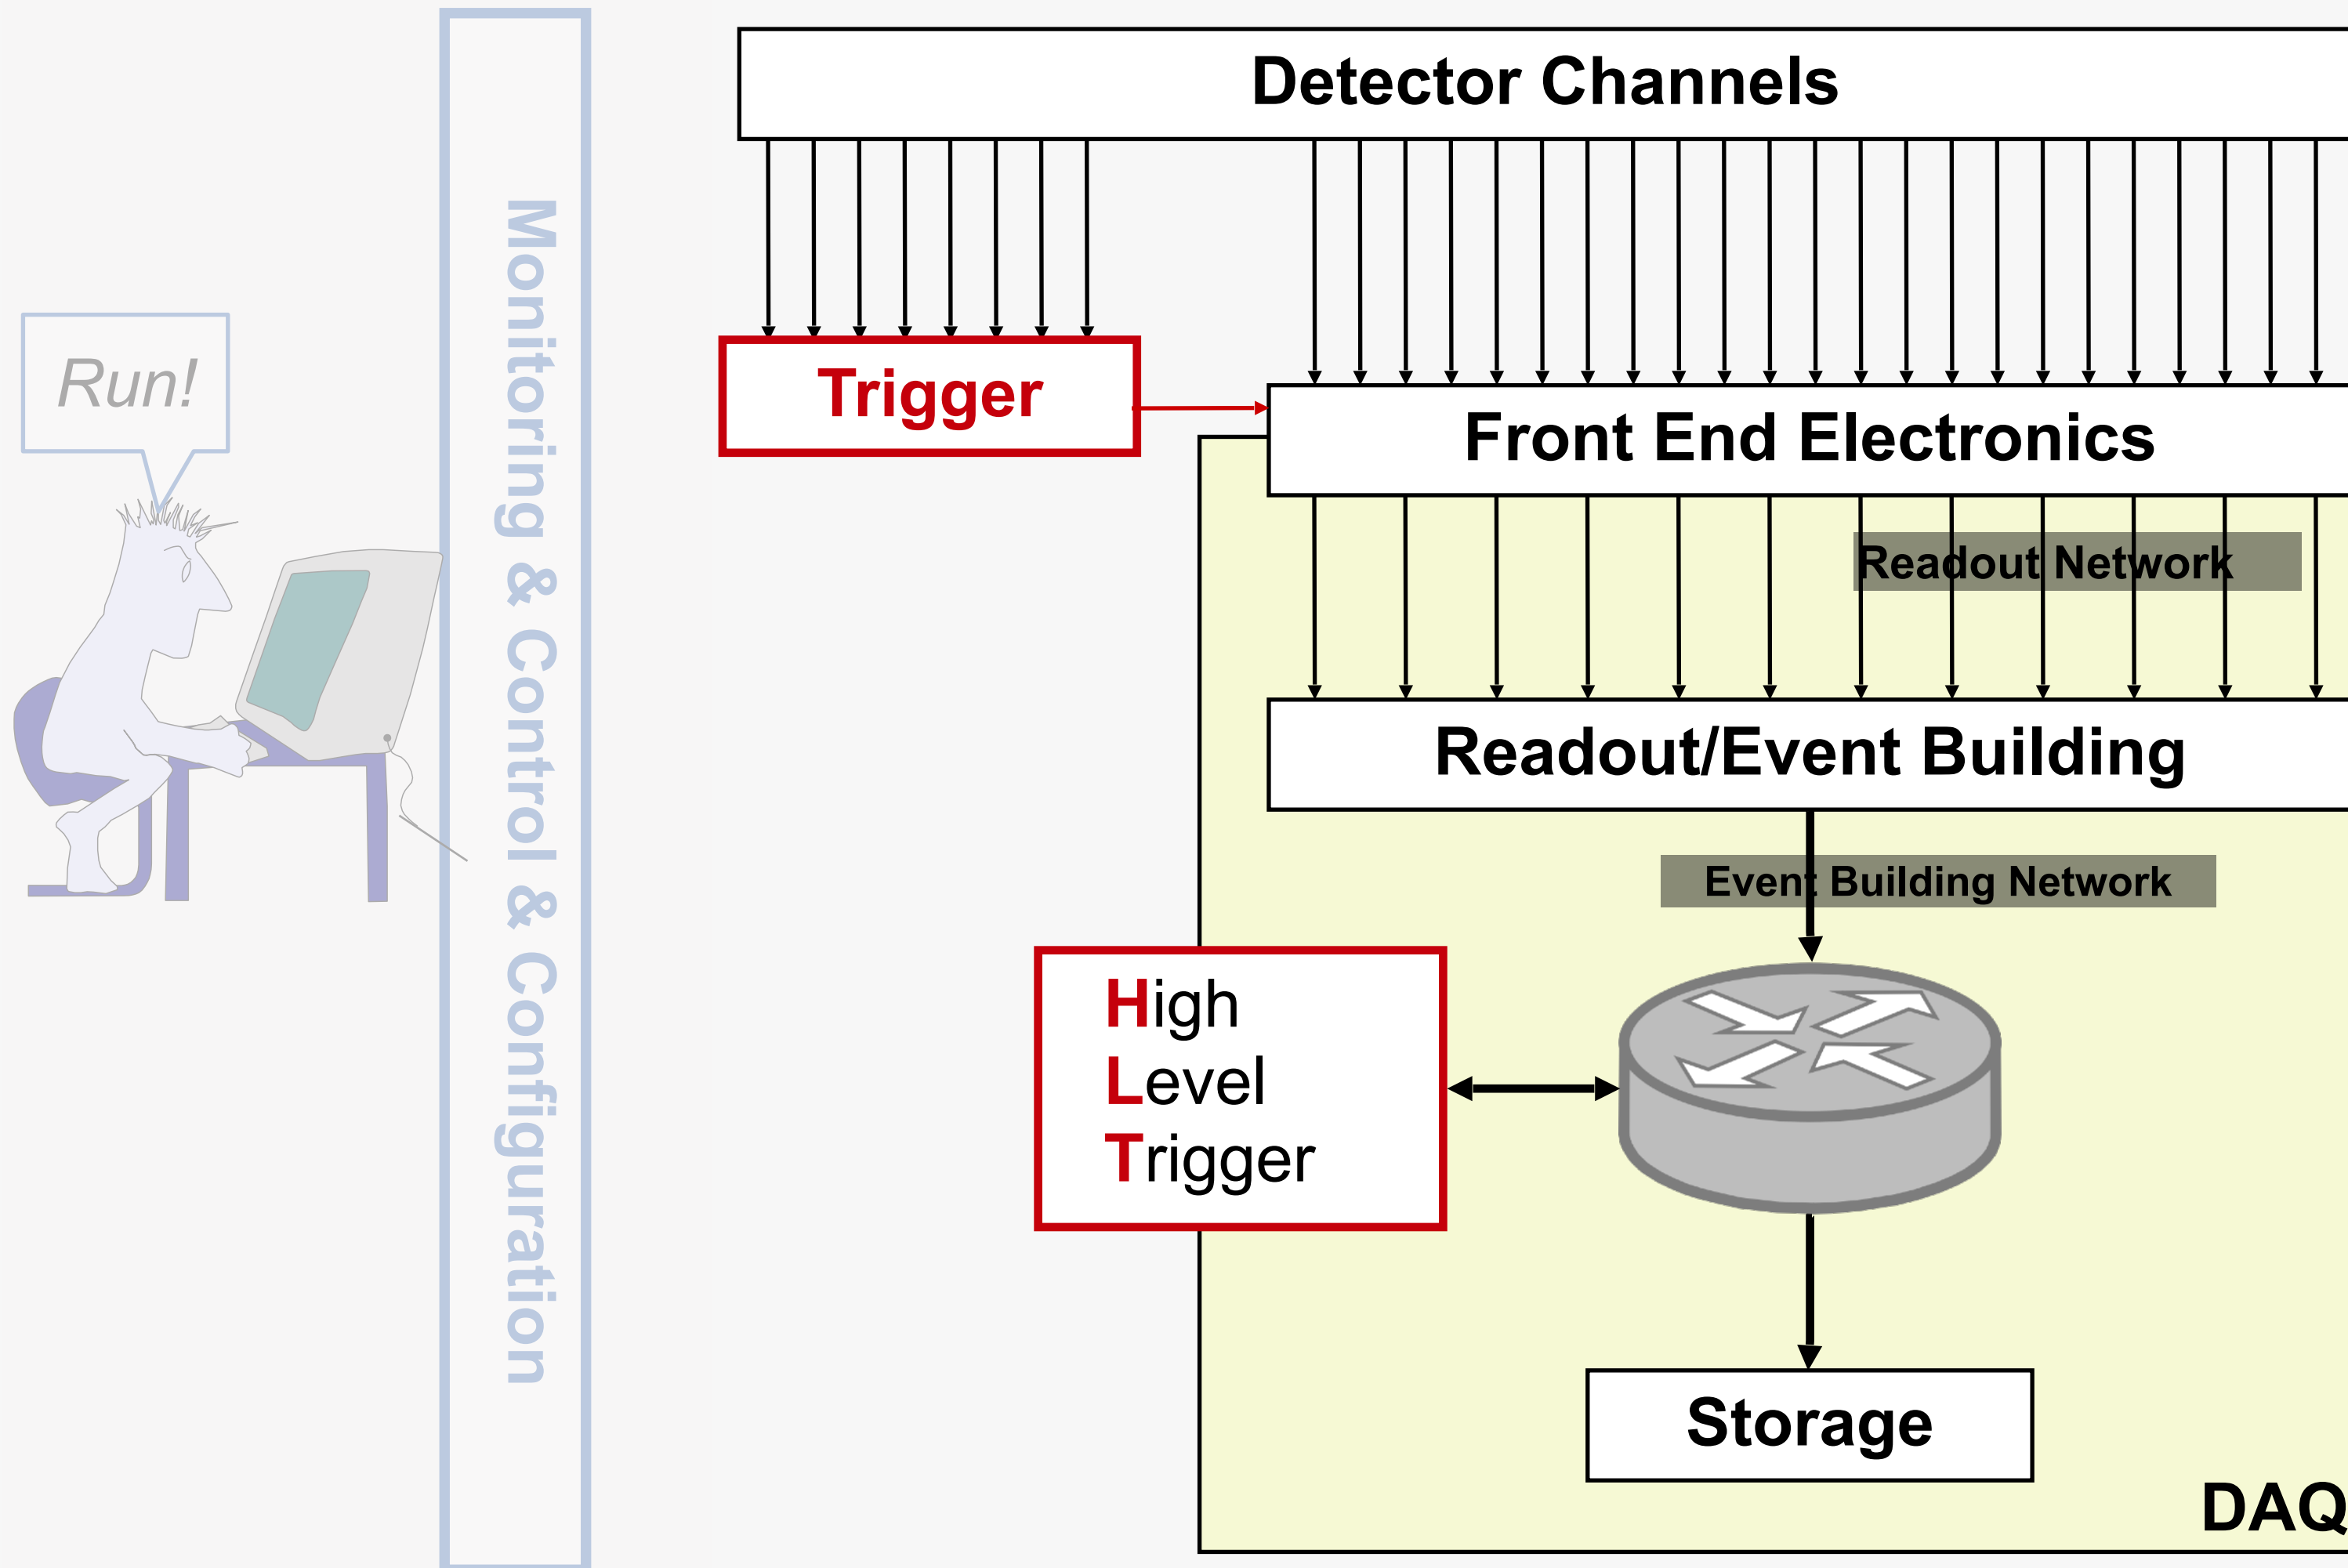 Detector Channels
Run!
Monitoring & Control & Configuration
Trigger
Front End Electronics
Readout Network
Readout/Event Building
Event Building Network
High
Level
Trigger
Storage
DAQ